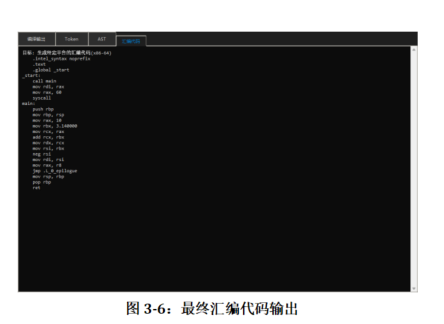 编译输出 Token AST 汇编代码
目标: 生成特定平台的汇编代码(x86-64)
.intel_syntax noprefix
.text
.global _start
_start:
call main
mov rdi, rax
mov rax, 60
syscall
main:
push rbp
mov rbp, rsp
mov rax, 10
mov rbx, 3.140000
mov rcx, rax
add rcx, rbx
mov rdx, rcx
mov rsi, rbx
neg rsi
mov rdi, rsi
mov rax, r8
jmp .L_0_epilogue
mov rsp, rbp
pop rbp
ret
图 3-6：最终汇编代码输出